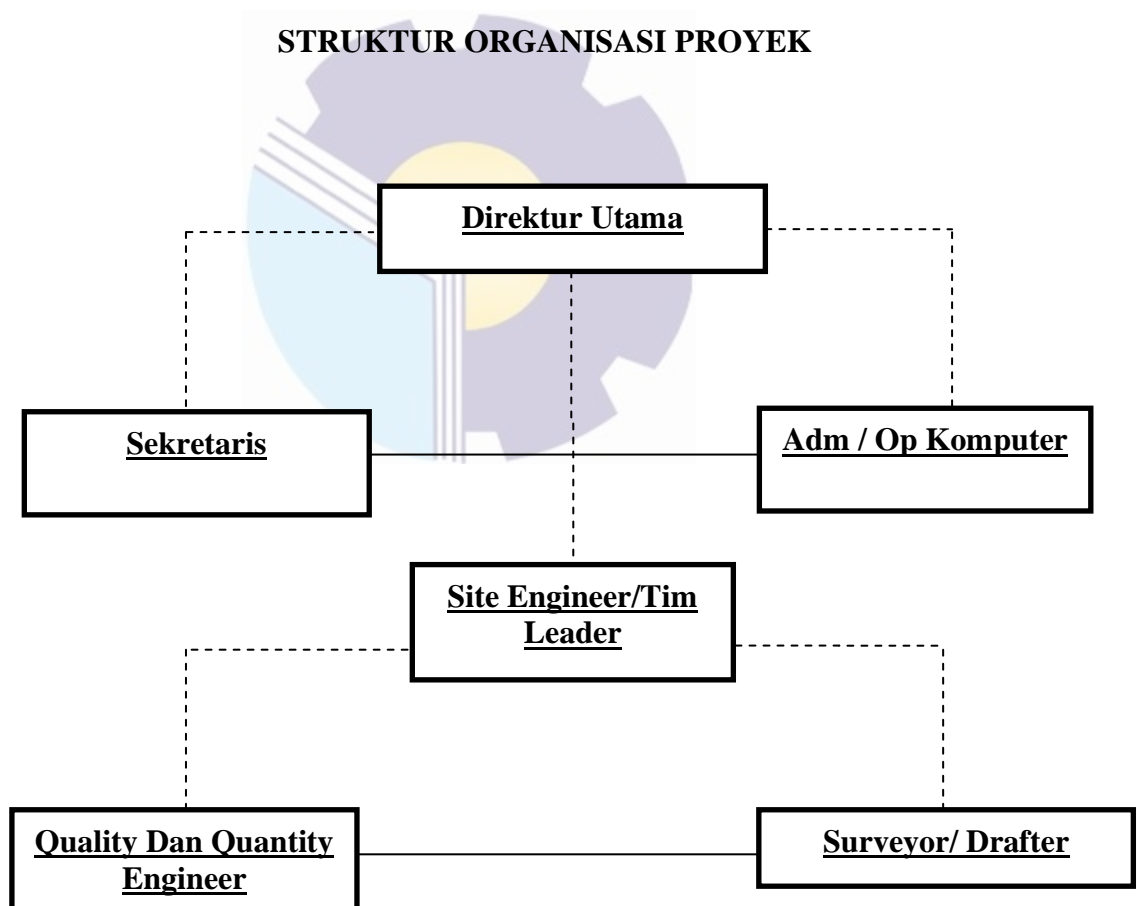 STRUKTUR ORGANISASI PROYEK
Direktur Utama
Sekretaris
Adm / Op Komputer
Site Engineer/Tim
Leader
Quality Dan Quantity
Engineer
Surveyor/ Drafter